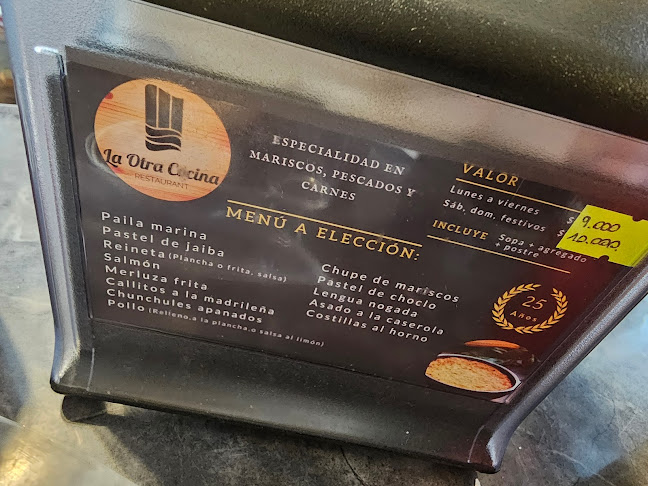 La Otra Cocina
RESTAURANT
ESPECIALIDAD EN
MARISCOS, PESCADOS Y
CARNES
MENÚ A ELECCIÓN:
Paila marina
Pastel de jaiba
Reineta (Plancha o frita, salsa)
Salmón
Merluza frita
Callitos a la madrileña
Chunchules apanados
Pollo (Relleno,a la plancha,o salsa al limón)
Chupe de mariscos
Pastel de choclo
Lengua nogada
Asado a la caserola
Costillas al horno
VALOR
Lunes a viernes $ 9.000
Sáb, dom, festivos $ 10.000.
INCLUYE Sopa + agregado
+ postre
25
Años